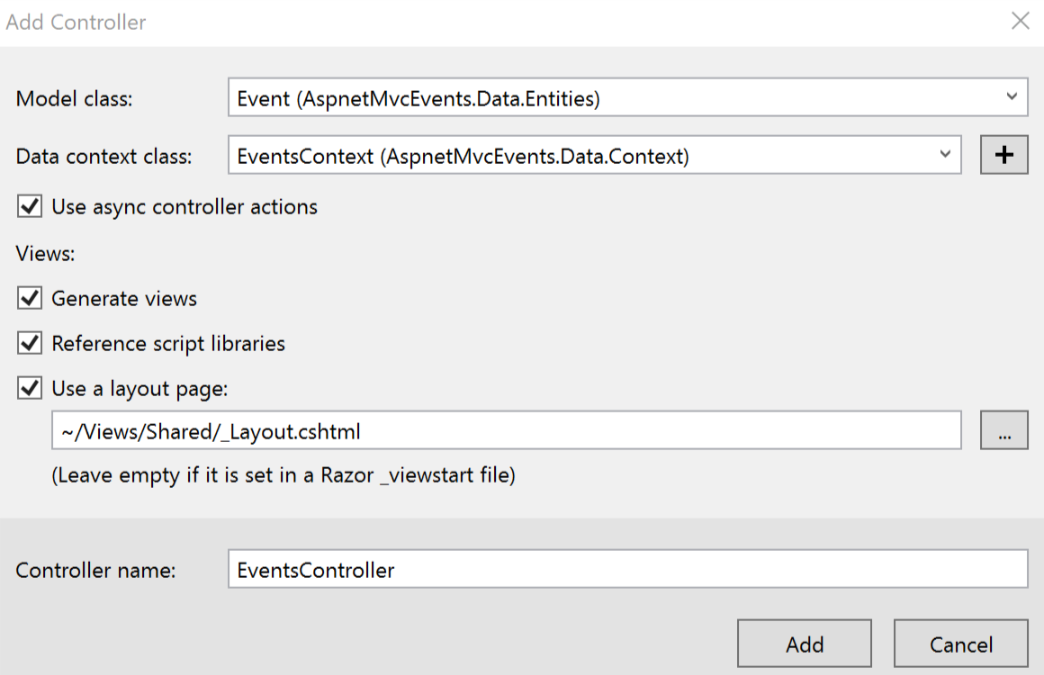 Add Controller
Model class:
Event (AspnetMvcEvents.Data.Entities)
Data context class:
EventsContext (AspnetMvcEvents.Data.Context)
+
Use async controller actions
Views:
Generate views
Reference script libraries
Use a layout page:
~/Views/Shared/_Layout.cshtml
...
(Leave empty if it is set in a Razor _viewstart file)
Controller name:
EventsController
Add
Cancel